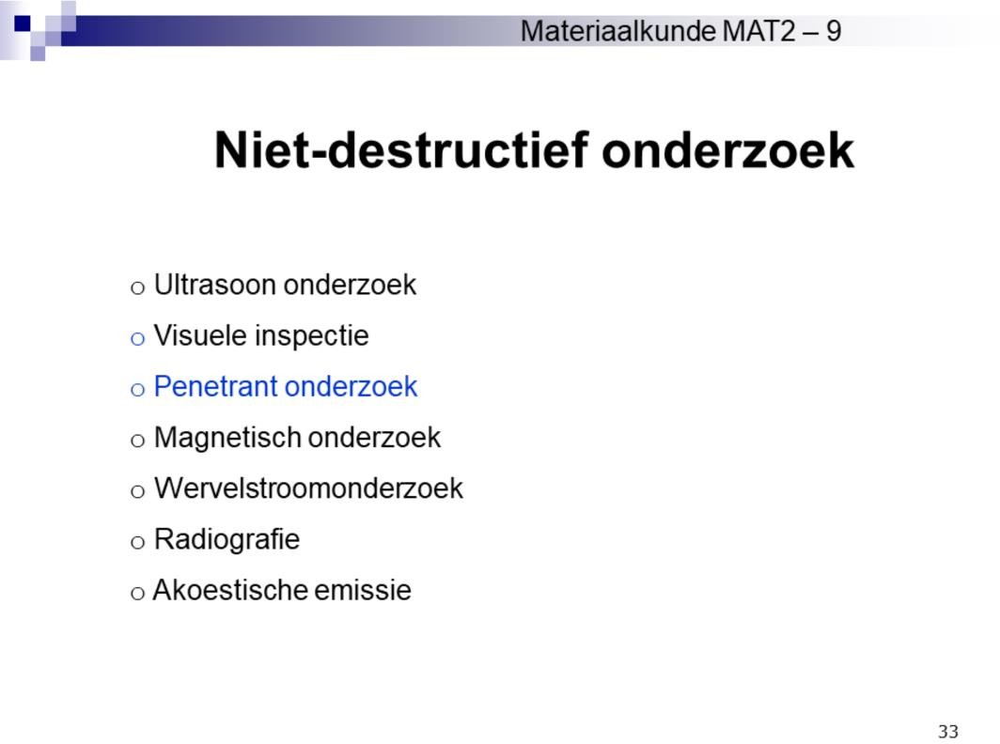 Materiaalkunde MAT2 – 9
Niet-destructief onderzoek
o Ultrasoon onderzoek
o Visuele inspectie
o Penetrant onderzoek
o Magnetisch onderzoek
o Wervelstroomonderzoek
o Radiografie
o Akoestische emissie
33